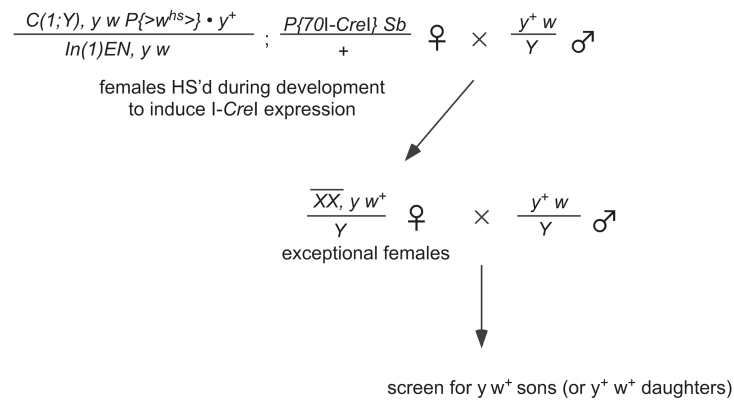 C(1;Y), y w P{>wʰˢ>} • y⁺ ; P{70I-CreI} Sb ♀ × y⁺ w ♂
In(1)EN, y w + Y
females HS'd during development
to induce I-CreI expression
XX, y w⁺ ♀ × y⁺ w ♂
Y Y
exceptional females
screen for y w⁺ sons (or y⁺ w⁺ daughters)